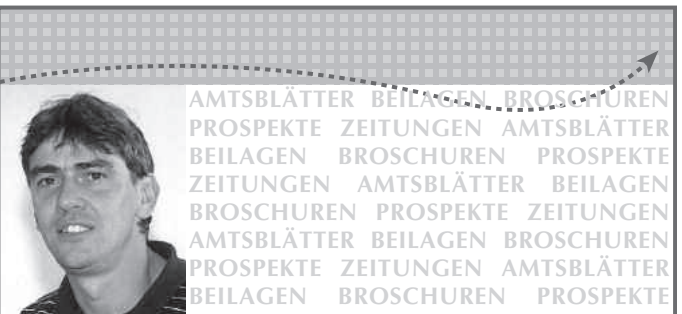 AMTSBLÄTTER BEILAGEN BROSCHUREN
PROSPEKTE ZEITUNGEN AMTSBLÄTTER
BEILAGEN BROSCHUREN PROSPEKTE
ZEITUNGEN AMTSBLÄTTER BEILAGEN
BROSCHUREN PROSPEKTE ZEITUNGEN
AMTSBLÄTTER BEILAGEN BROSCHUREN
PROSPEKTE ZEITUNGEN AMTSBLÄTTER
BEILAGEN BROSCHUREN PROSPEKTE